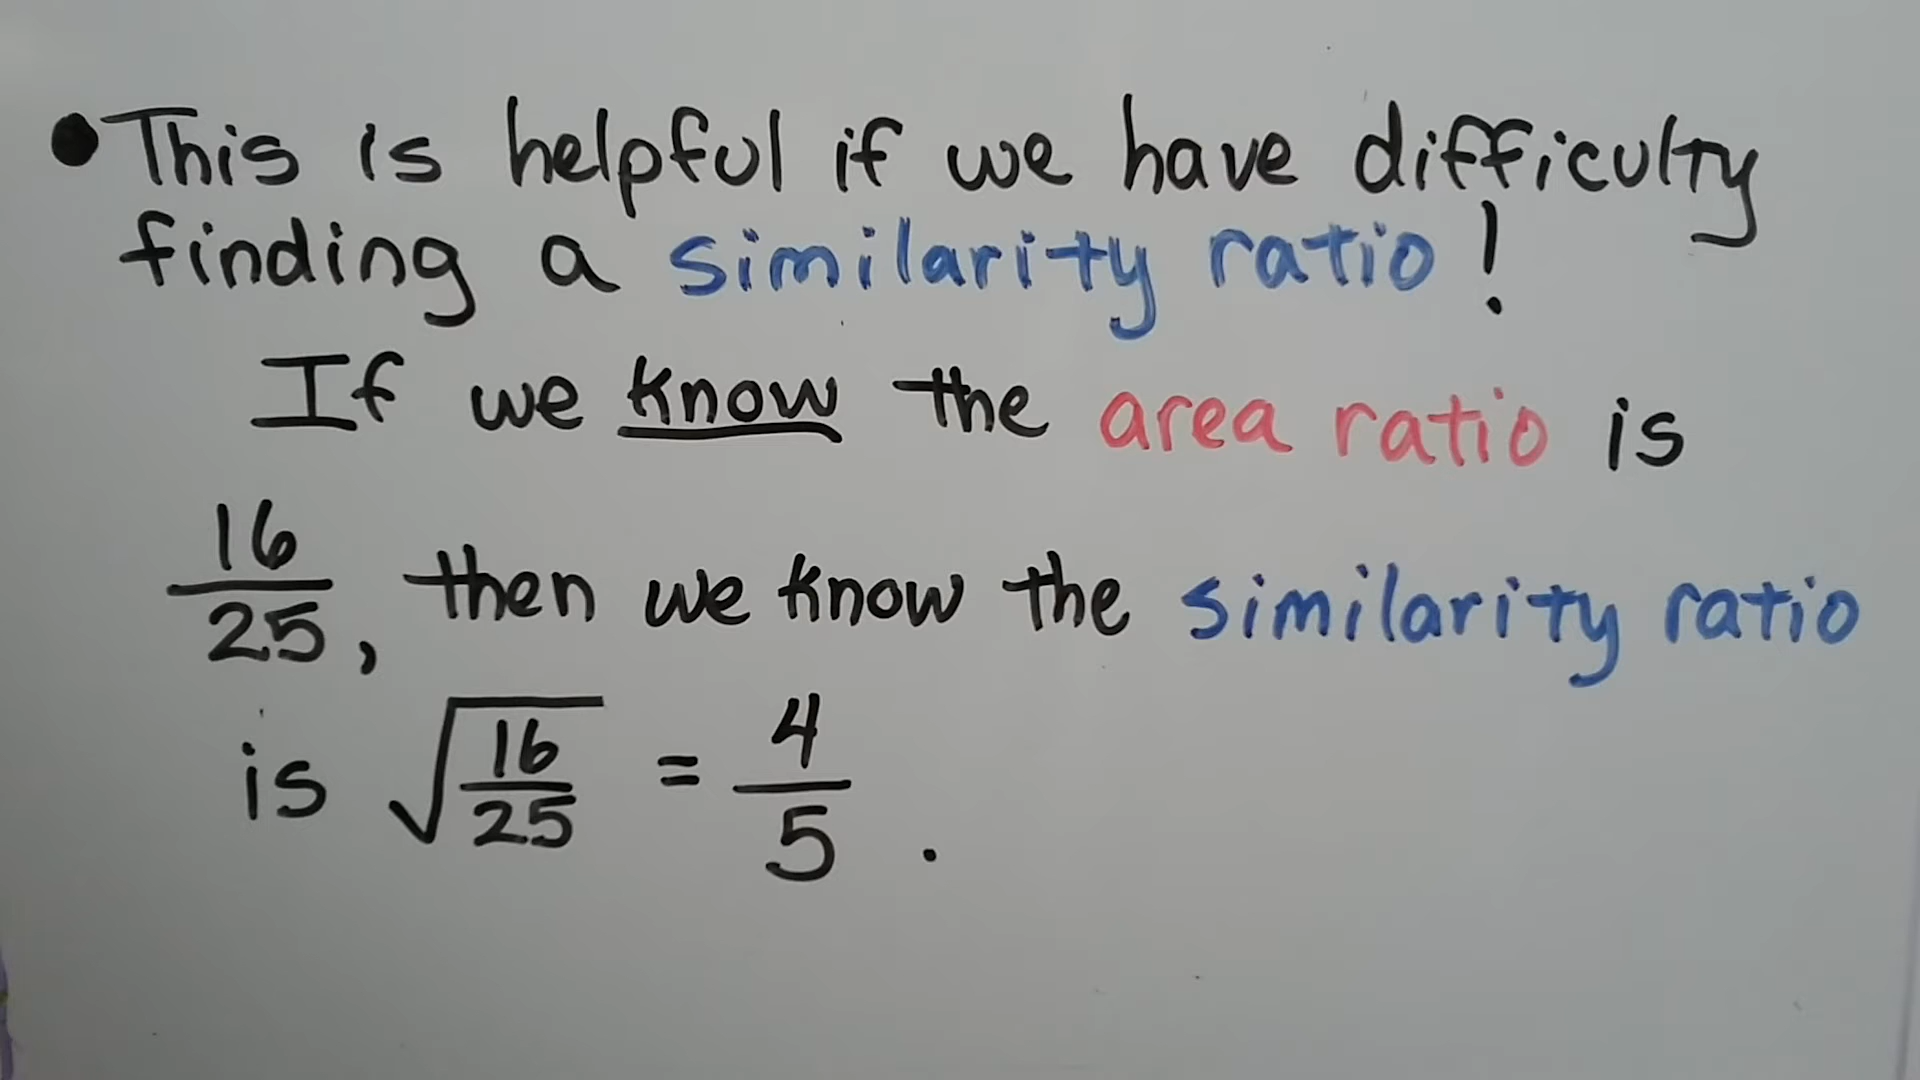 • This is helpful if we have difficulty
finding a similarity ratio!
If we know the area ratio is
16/25, then we know the similarity ratio
is √(16/25) = 4/5.